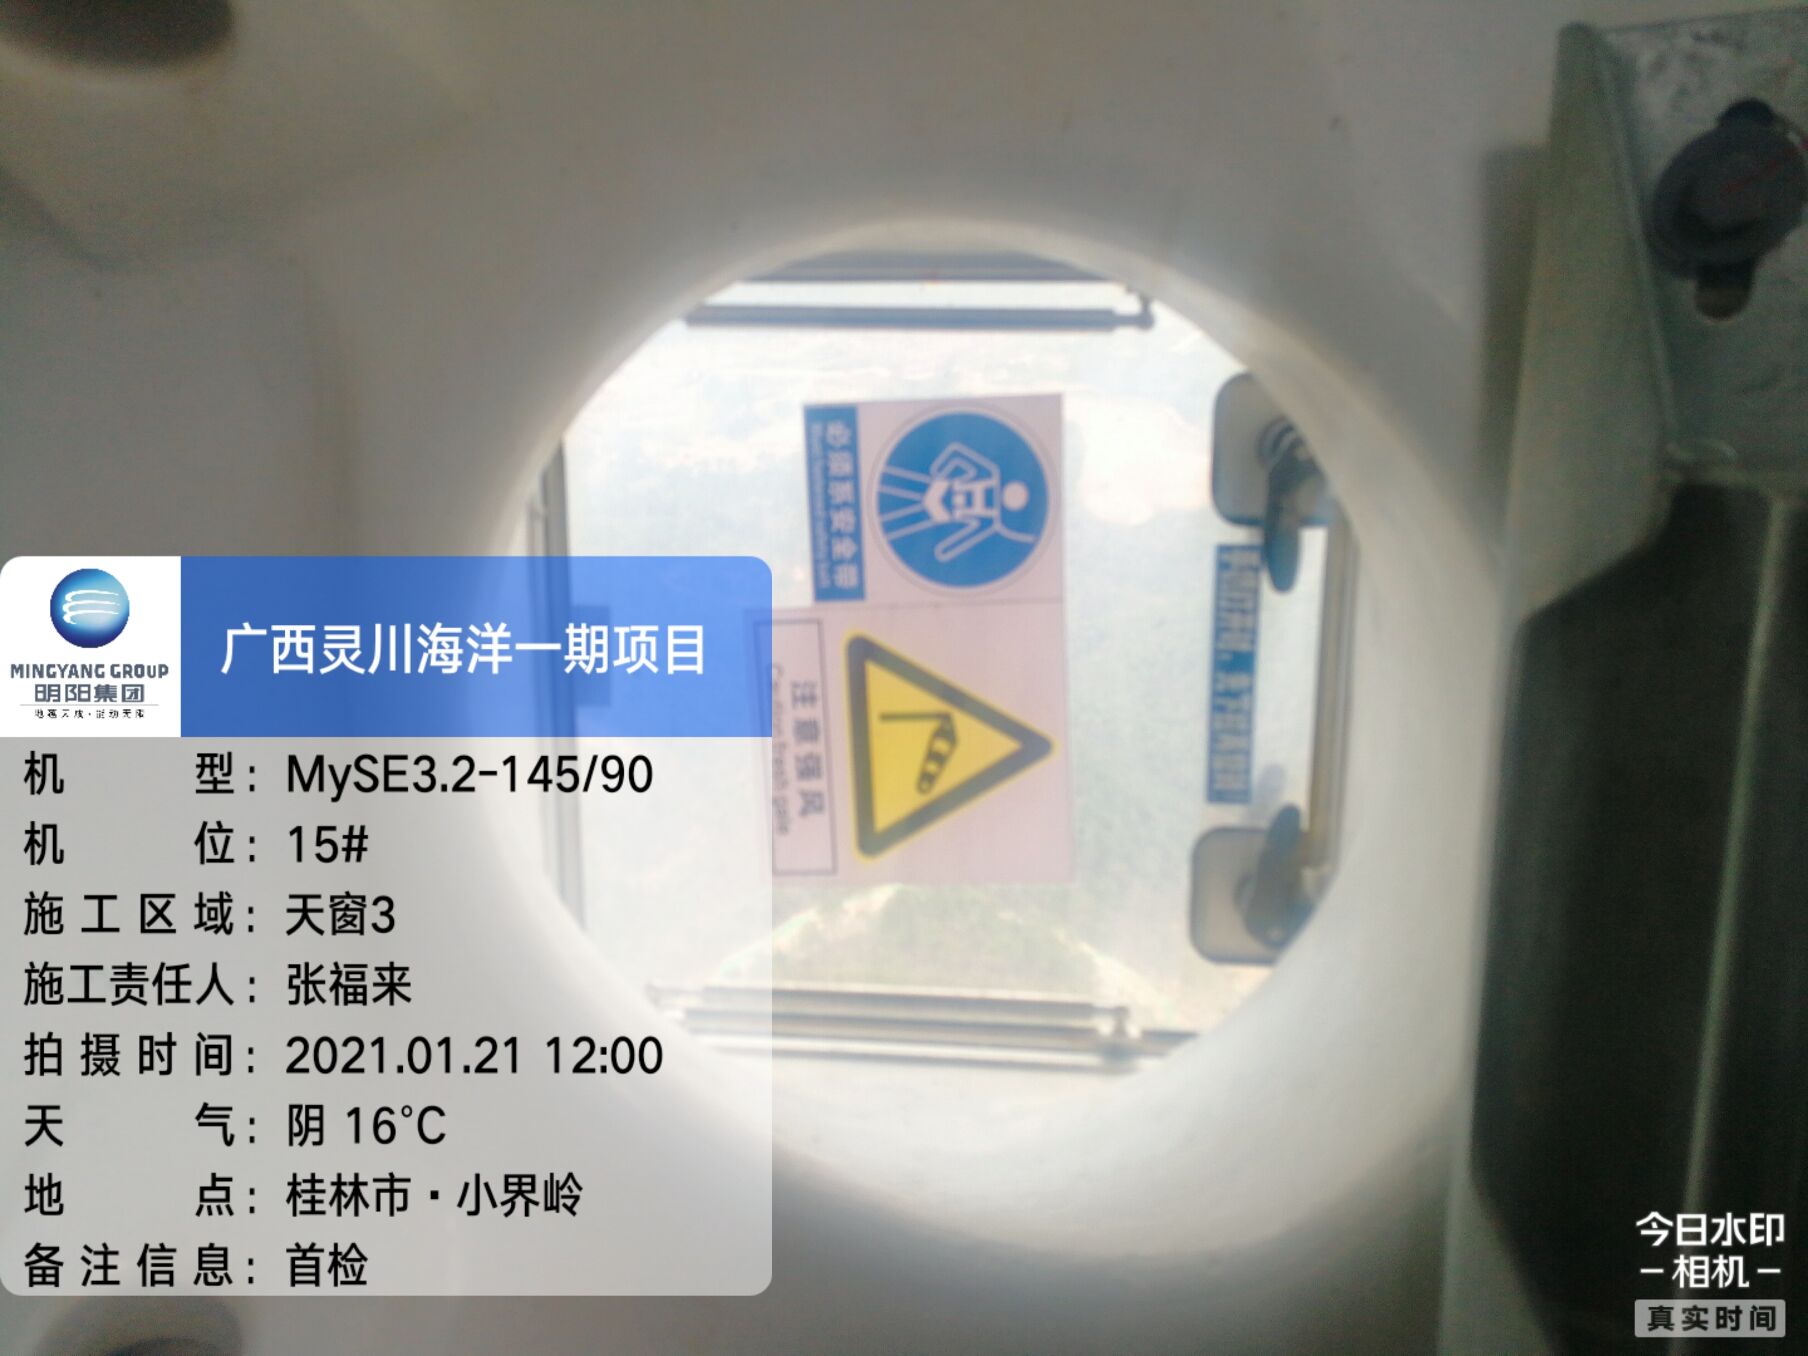 必须系安全带
注意强风
MINGYANG GROUP
明阳集团
广西灵川海洋一期项目
机型: MySE3.2-145/90
机位: 15#
施工区域: 天窗3
施工责任人: 张福来
拍摄时间: 2021.01.21 12:00
天气: 阴 16°C
地点: 桂林市·小界岭
备注信息: 首检
今日水印
相机
真实时间